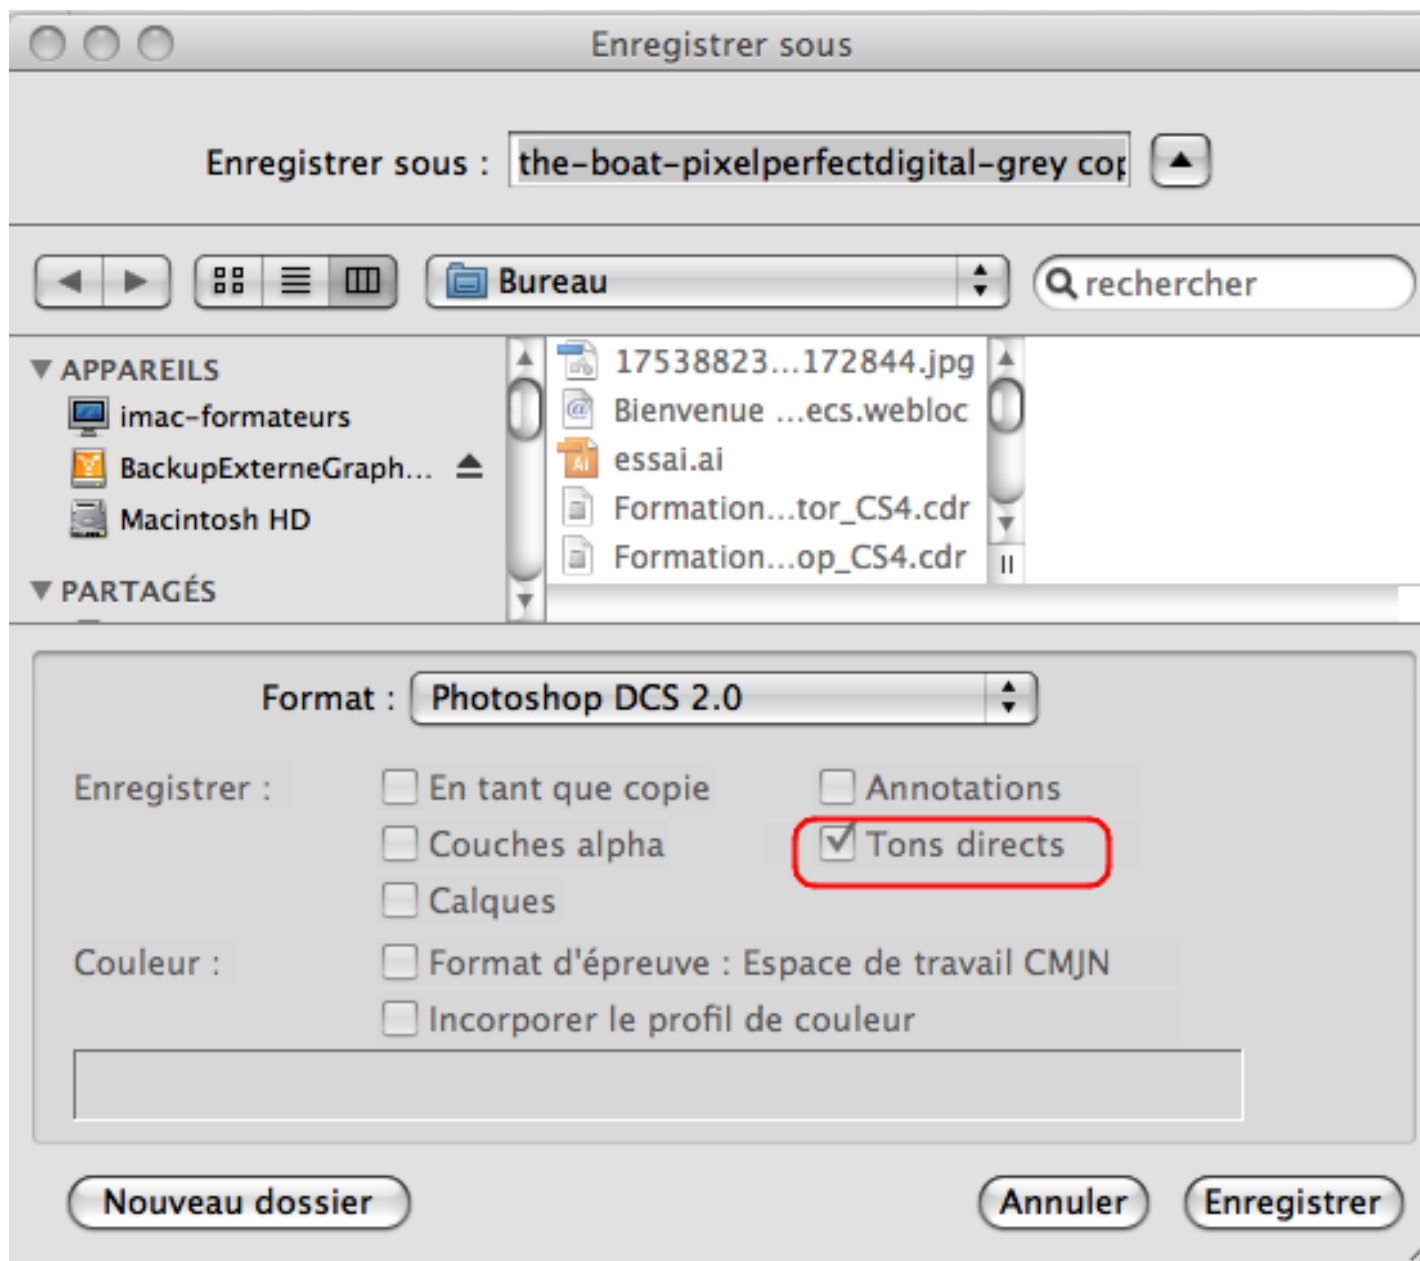 Enregistrer sous
Enregistrer sous : the-boat-pixelperfectdigital-grey cop
Bureau
rechercher
APPAREILS
imac-formateurs
BackupExterneGraph...
Macintosh HD
PARTAGÉS
17538823...172844.jpg
Bienvenue ...ecs.webloc
essai.ai
Formation...tor_CS4.cdr
Formation...op_CS4.cdr
Format : Photoshop DCS 2.0
Enregistrer : En tant que copie Annotations
Couches alpha Tons directs
Calques
Couleur : Format d'épreuve : Espace de travail CMJN
Incorporer le profil de couleur
Nouveau dossier Annuler Enregistrer